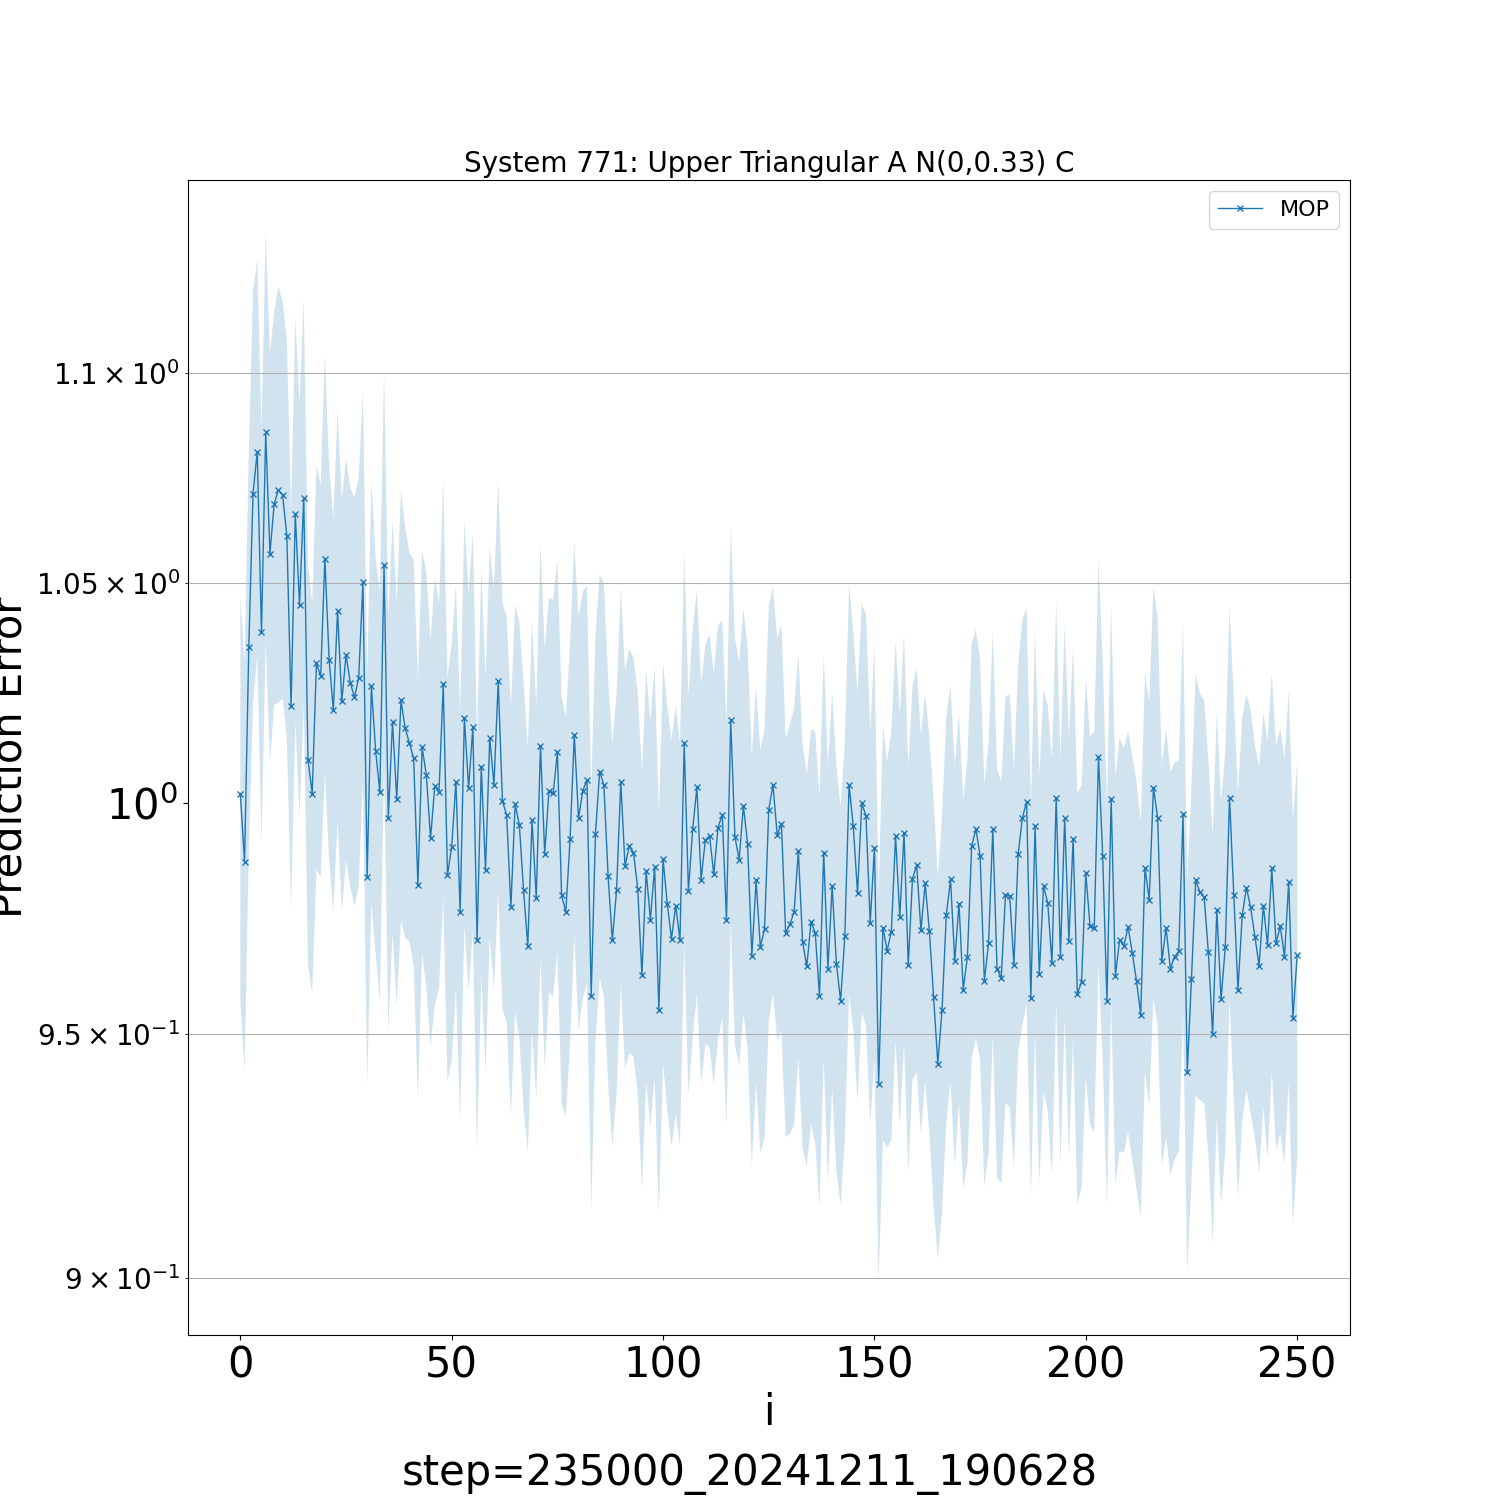 System 771: Upper Triangular A N(0,0.33) C
MOP
1.1 × 10⁰
1.05 × 10⁰
10⁰
9.5 × 10⁻¹
9 × 10⁻¹
Prediction Error
0 50 100 150 200 250
i
step=235000_20241211_190628